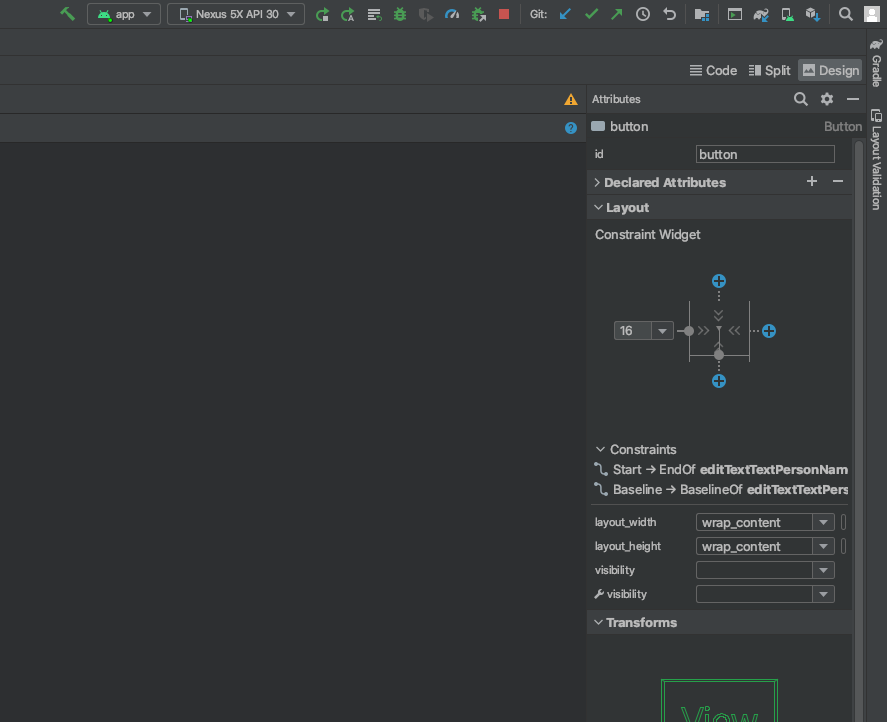 app
Nexus 5X API 30
Git:
Code
Split
Design
Gradle
Layout Validation
Attributes
button
Button
id
button
Declared Attributes
Layout
Constraint Widget
16
Constraints
Start → EndOf editTextTextPersonNam
Baseline → BaselineOf editTextTextPers
layout_width
wrap_content
layout_height
wrap_content
visibility
visibility
Transforms
View